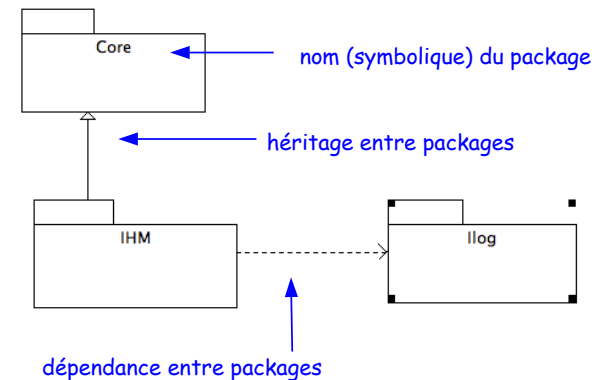 Core
nom (symbolique) du package
héritage entre packages
IHM
Ilog
dépendance entre packages